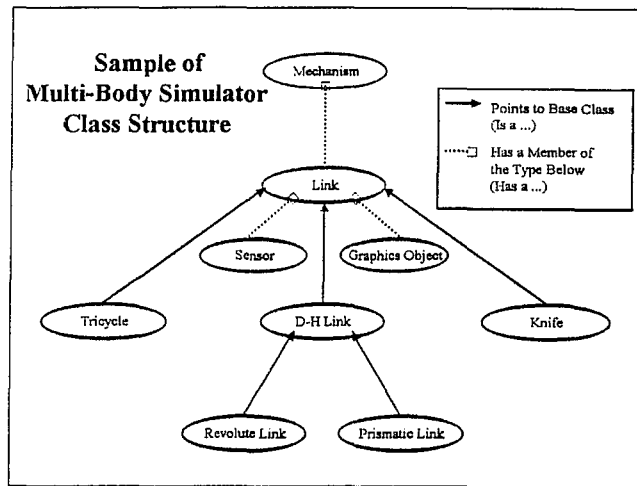 Sample of
Multi-Body Simulator
Class Structure
Mechanism
Points to Base Class
(Is a ...)
Has a Member of
the Type Below
(Has a ...)
Link
Sensor
Graphics Object
Tricycle
D-H Link
Knife
Revolute Link
Prismatic Link